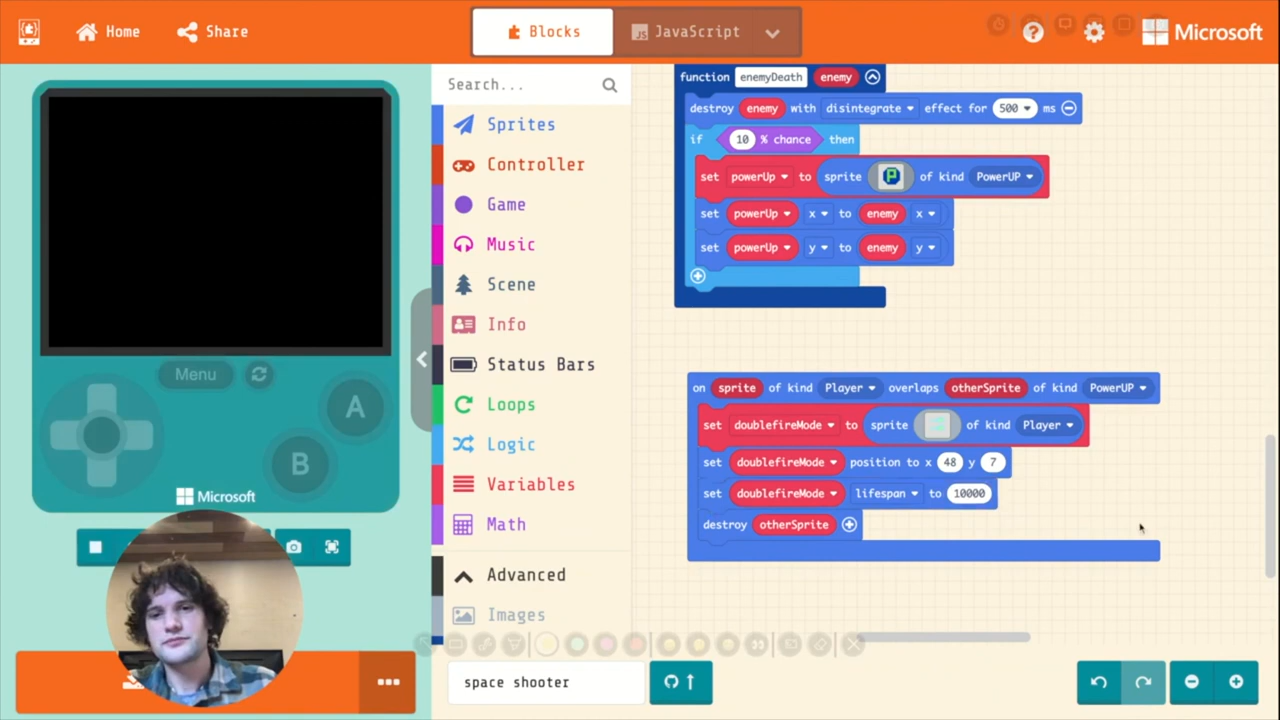 Home
Share
Blocks
JavaScript
Microsoft
Search...
Sprites
Controller
Game
Music
Scene
Info
Status Bars
Loops
Logic
Variables
Math
Advanced
Images
Menu
A
B
Microsoft
function enemyDeath enemy
destroy enemy with disintegrate effect for 500 ms
if 10 % chance then
set powerUp to sprite P of kind PowerUP
set powerUp x to enemy x
set powerUp y to enemy y
on sprite of kind Player overlaps otherSprite of kind PowerUP
set doublefireMode to sprite of kind Player
set doublefireMode position to x 48 y 7
set doublefireMode lifespan to 10000
destroy otherSprite
space shooter